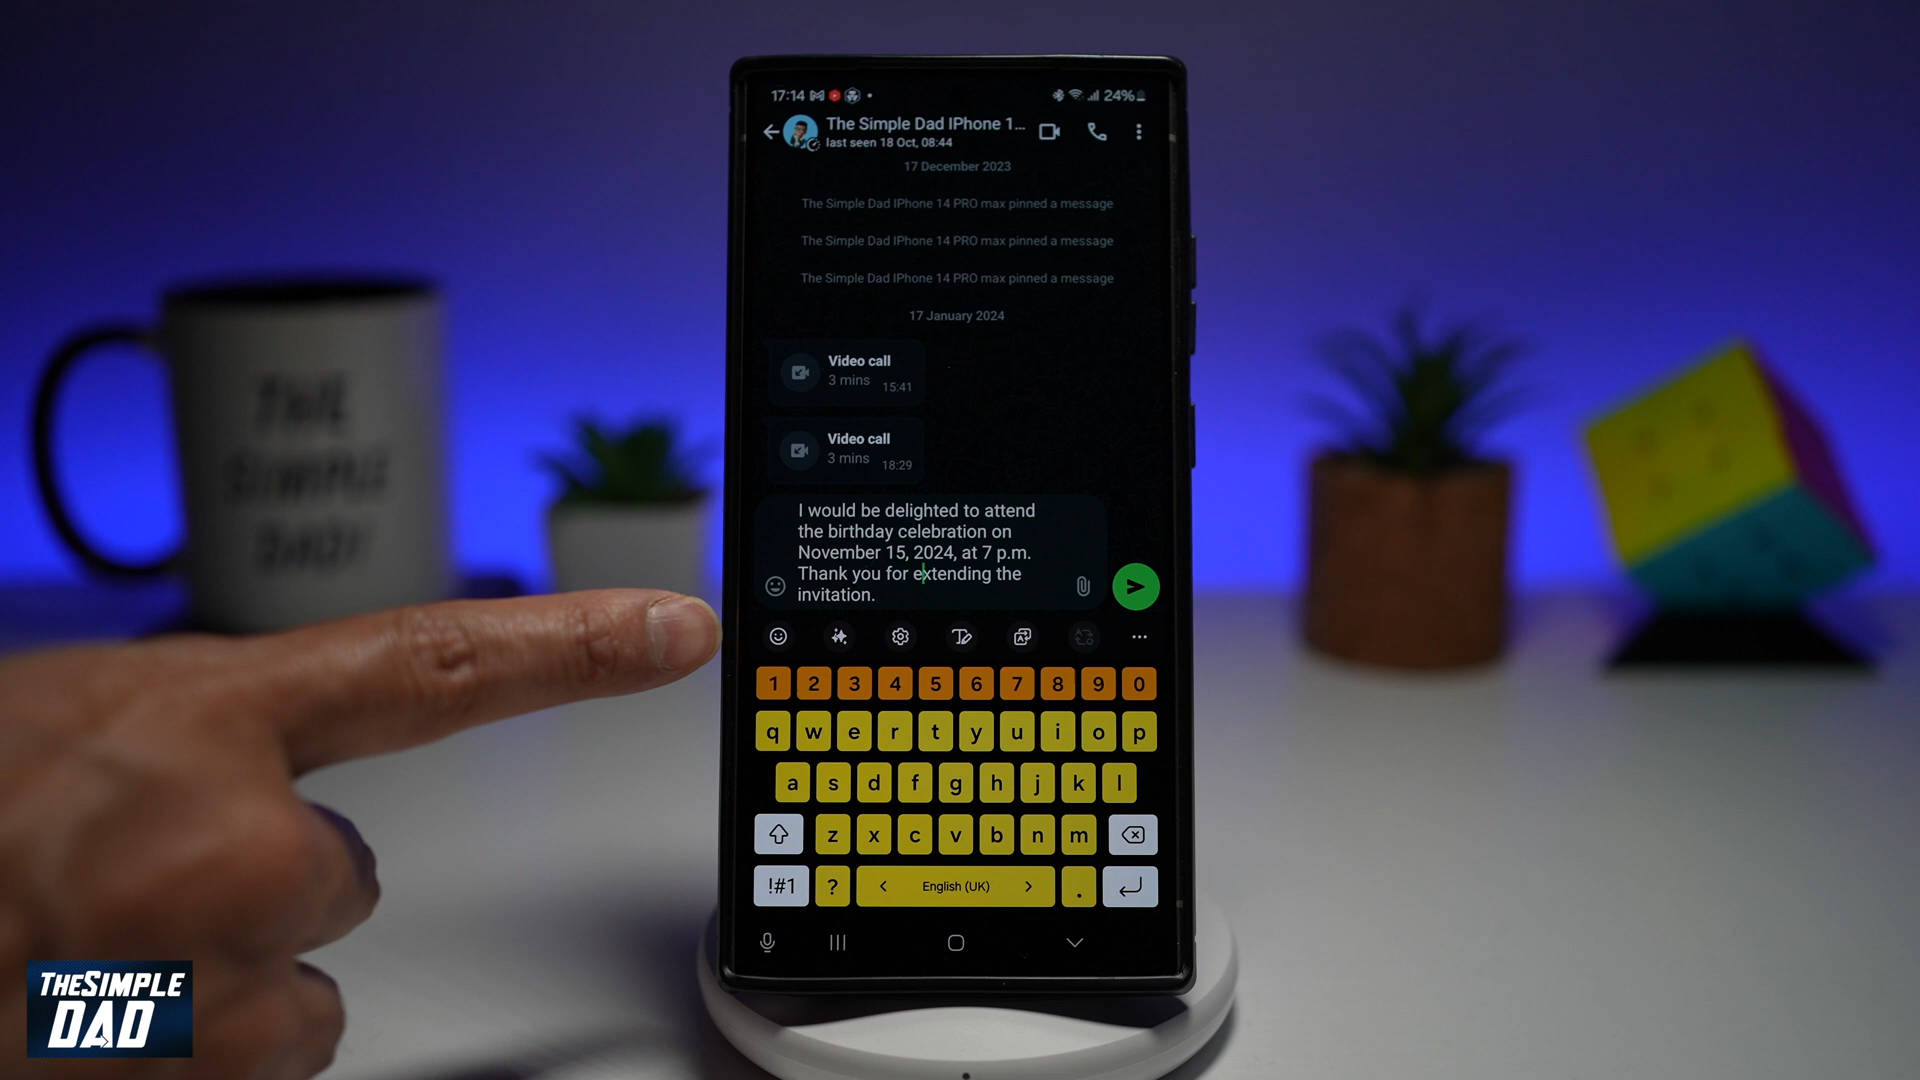 17:14
24%
The Simple Dad IPhone 1...
last seen 18 Oct, 08:44
17 December 2023
The Simple Dad IPhone 14 PRO max pinned a message
The Simple Dad IPhone 14 PRO max pinned a message
The Simple Dad IPhone 14 PRO max pinned a message
17 January 2024
Video call
3 mins 15:41
Video call
3 mins 18:29
I would be delighted to attend
the birthday celebration on
November 15, 2024, at 7 p.m.
Thank you for extending the
invitation.
1 2 3 4 5 6 7 8 9 0
q w e r t y u i o p
a s d f g h j k l
z x c v b n m
!#1 ? < English (UK) > .
THE
SIMPLE
DAD!
THESIMPLE
DAD